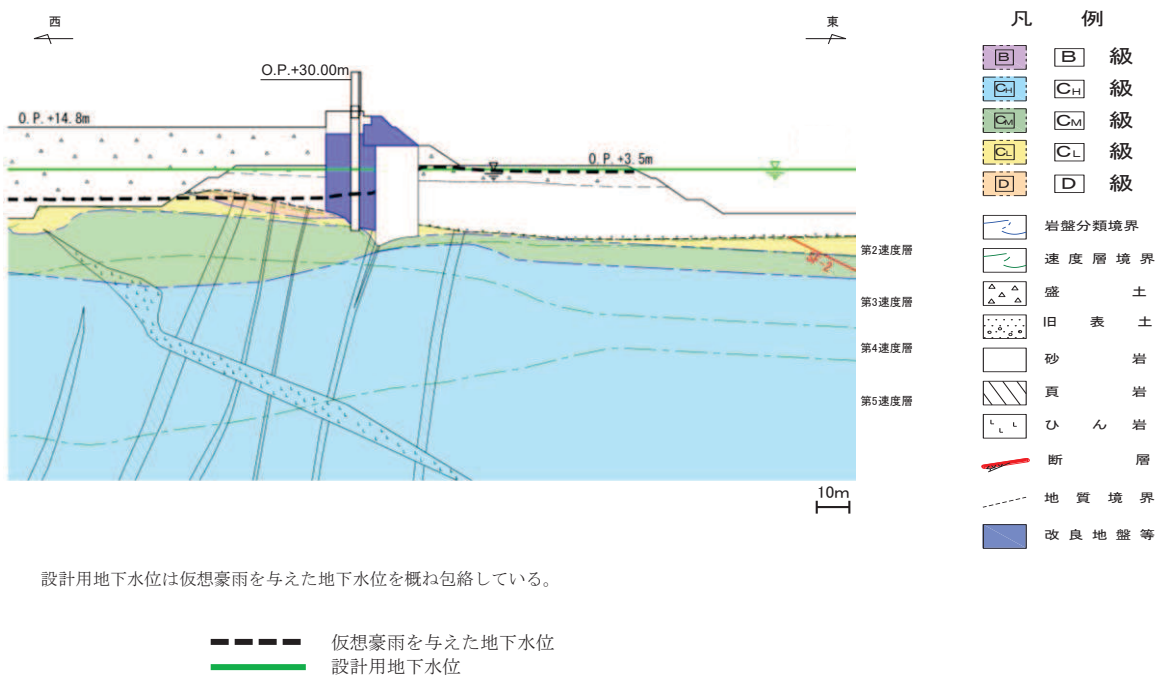 西
東
O.P.+30.00m
O.P.+14.8m
O.P.+3.5m
第2速度層
第3速度層
第4速度層
第5速度層
10m
凡 例
B B 級
CH CH 級
CM CM 級
CL CL 級
D D 級
岩盤分類境界
速度層境界
盛土
旧表土
砂岩
頁岩
ひん岩
断層
地質境界
改良地盤等
設計用地下水位は仮想豪雨を与えた地下水位を概ね包絡している。
仮想豪雨を与えた地下水位
設計用地下水位